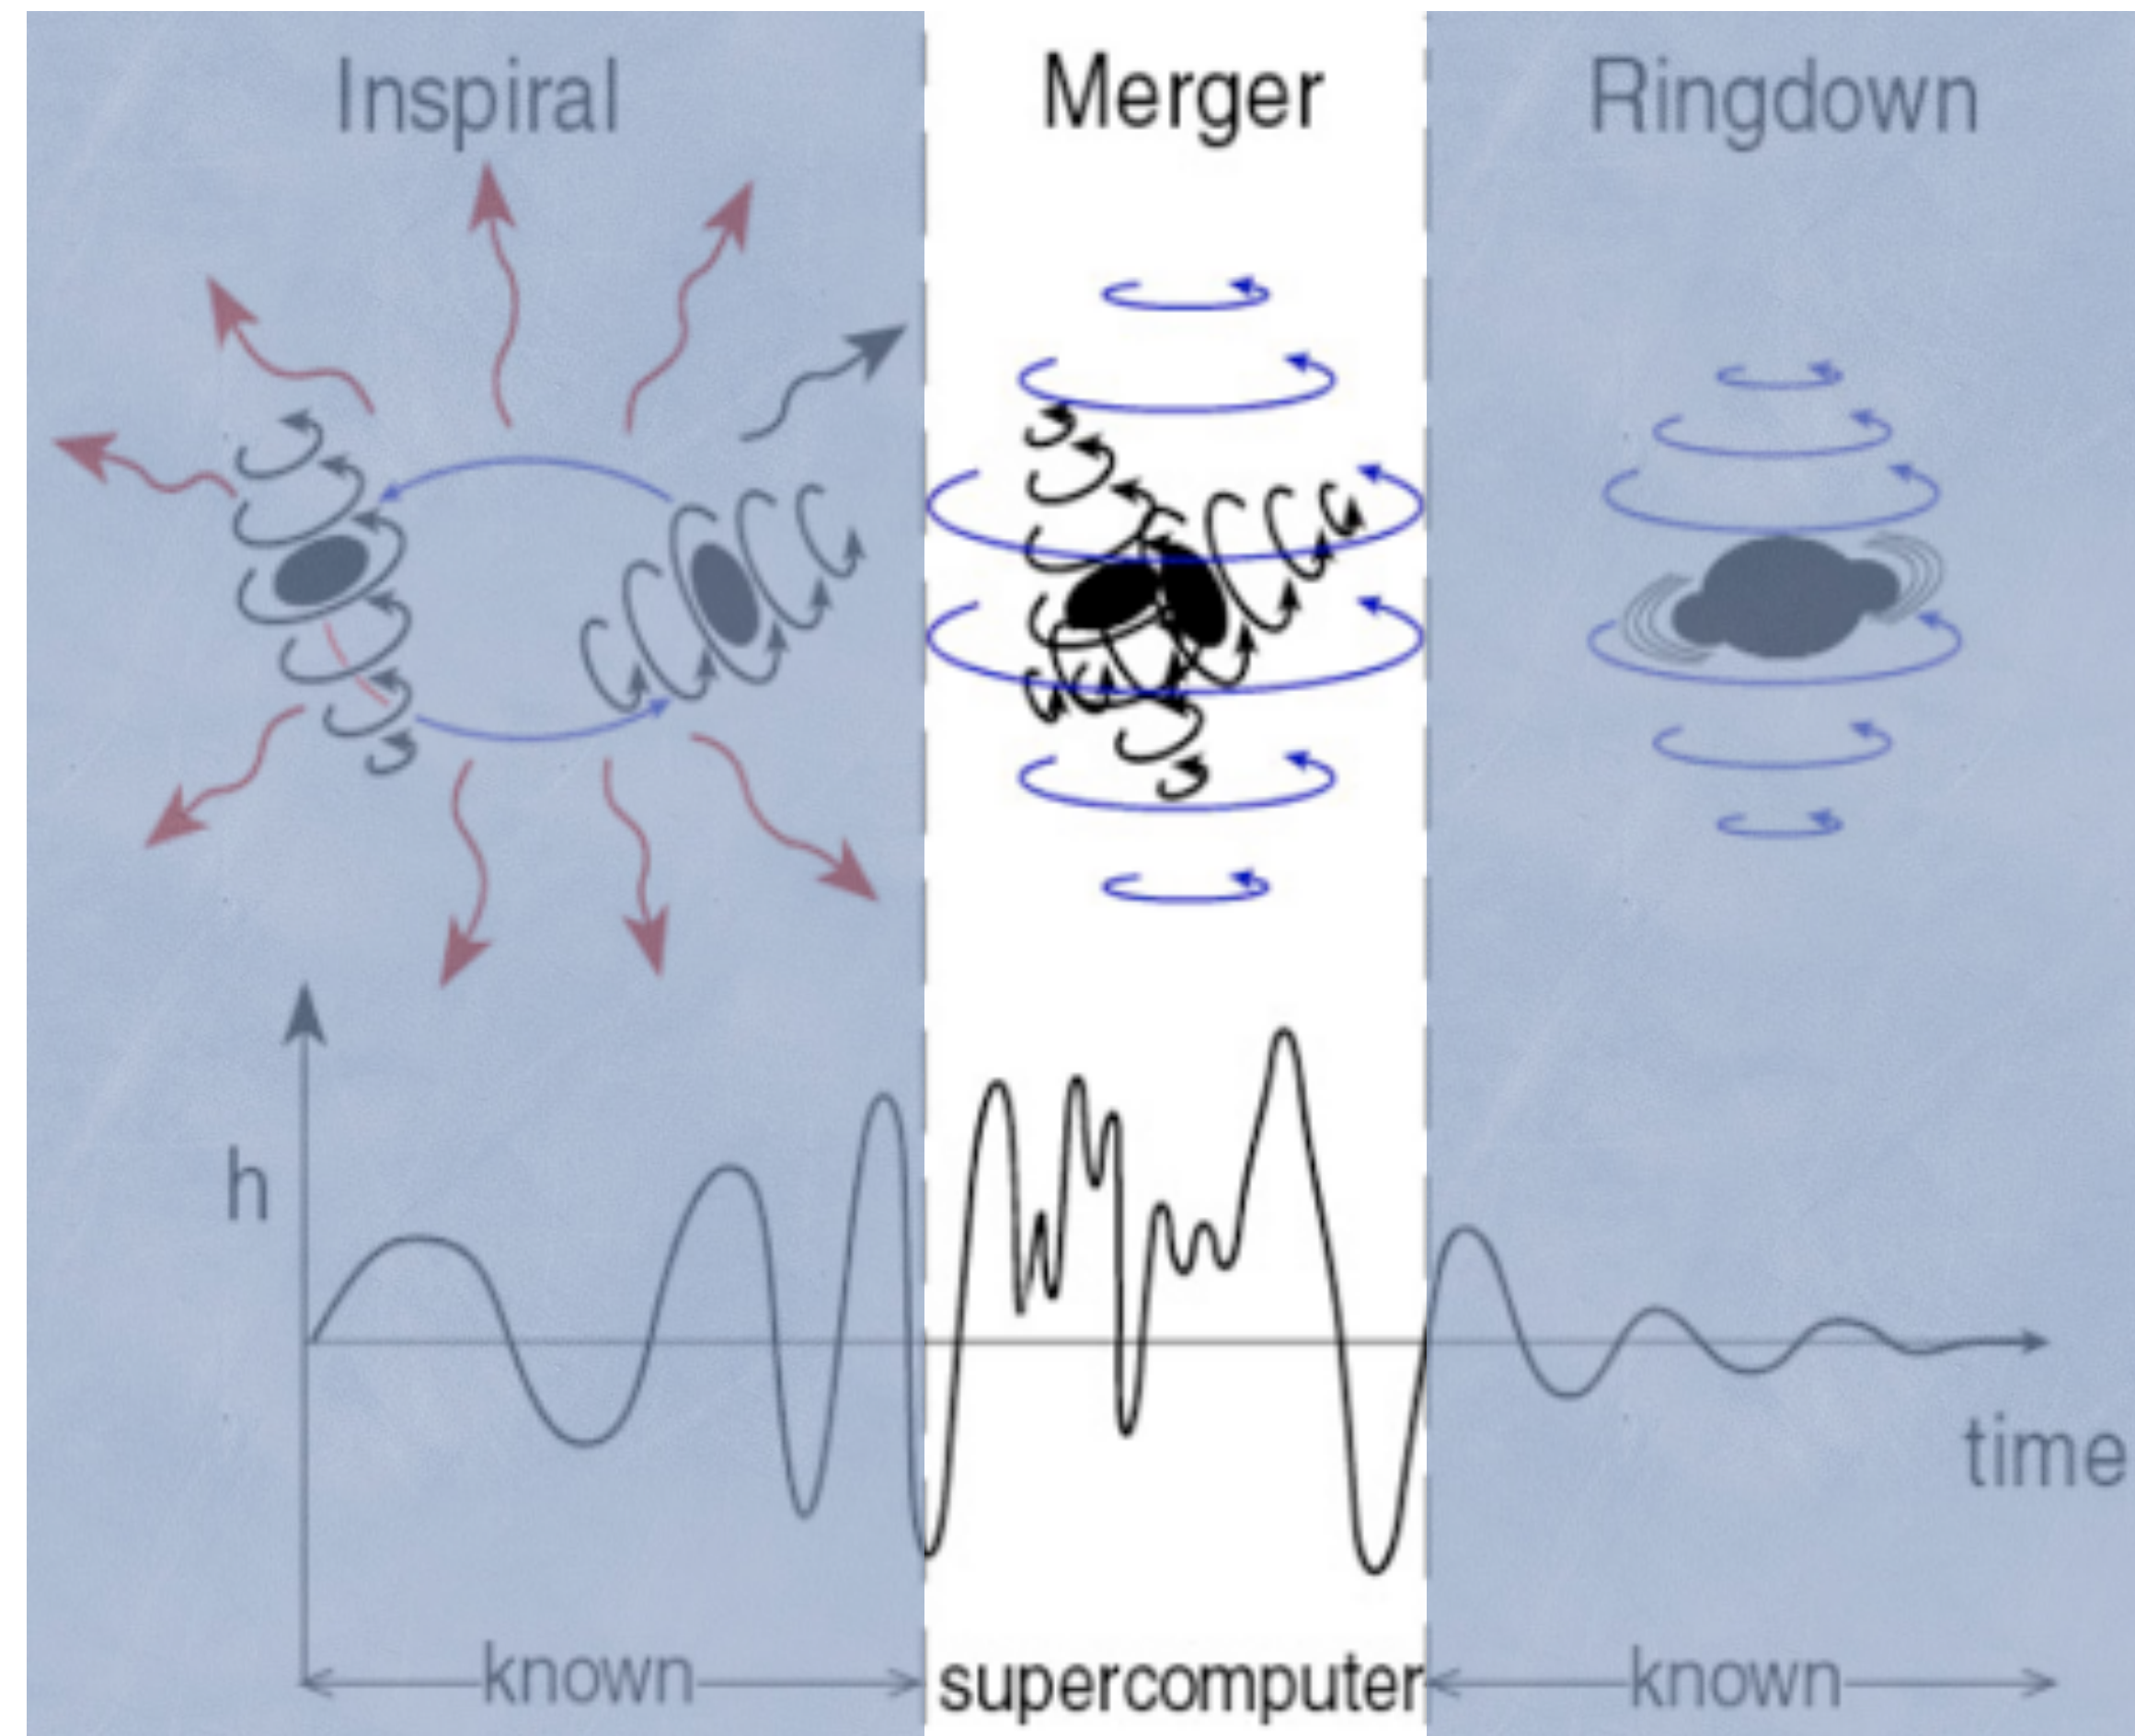 Inspiral
Merger
Ringdown
h
time
known
supercomputer
known